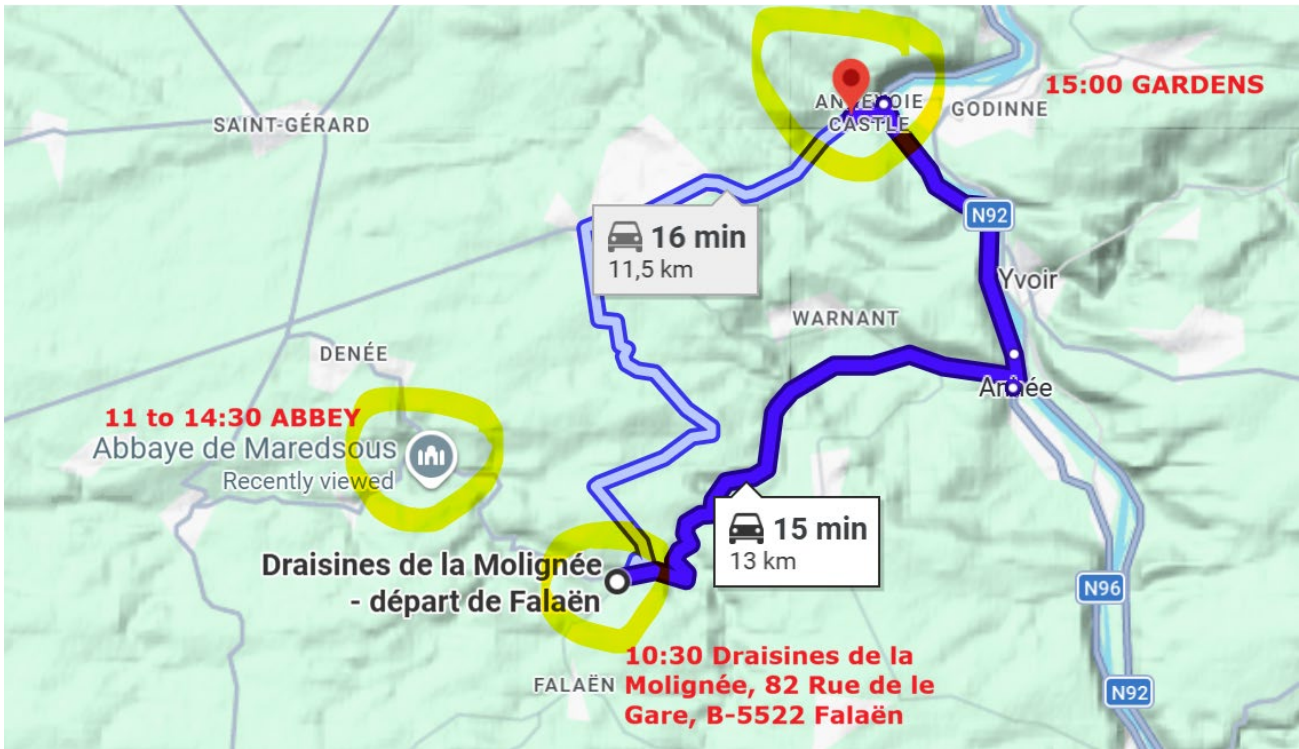 15:00 GARDENS
ANNEVOIE
CASTLE
GODINNE
SAINT-GÉRARD
N92
16 min
11,5 km
Yvoir
WARNANT
DENÉE
Anhée
11 to 14:30 ABBEY
Abbaye de Maredsous
Recently viewed
15 min
13 km
Draisines de la Molignée
- départ de Falaën
N96
10:30 Draisines de la
Molignée, 82 Rue de le
Gare, B-5522 Falaën
FALAËN
N92